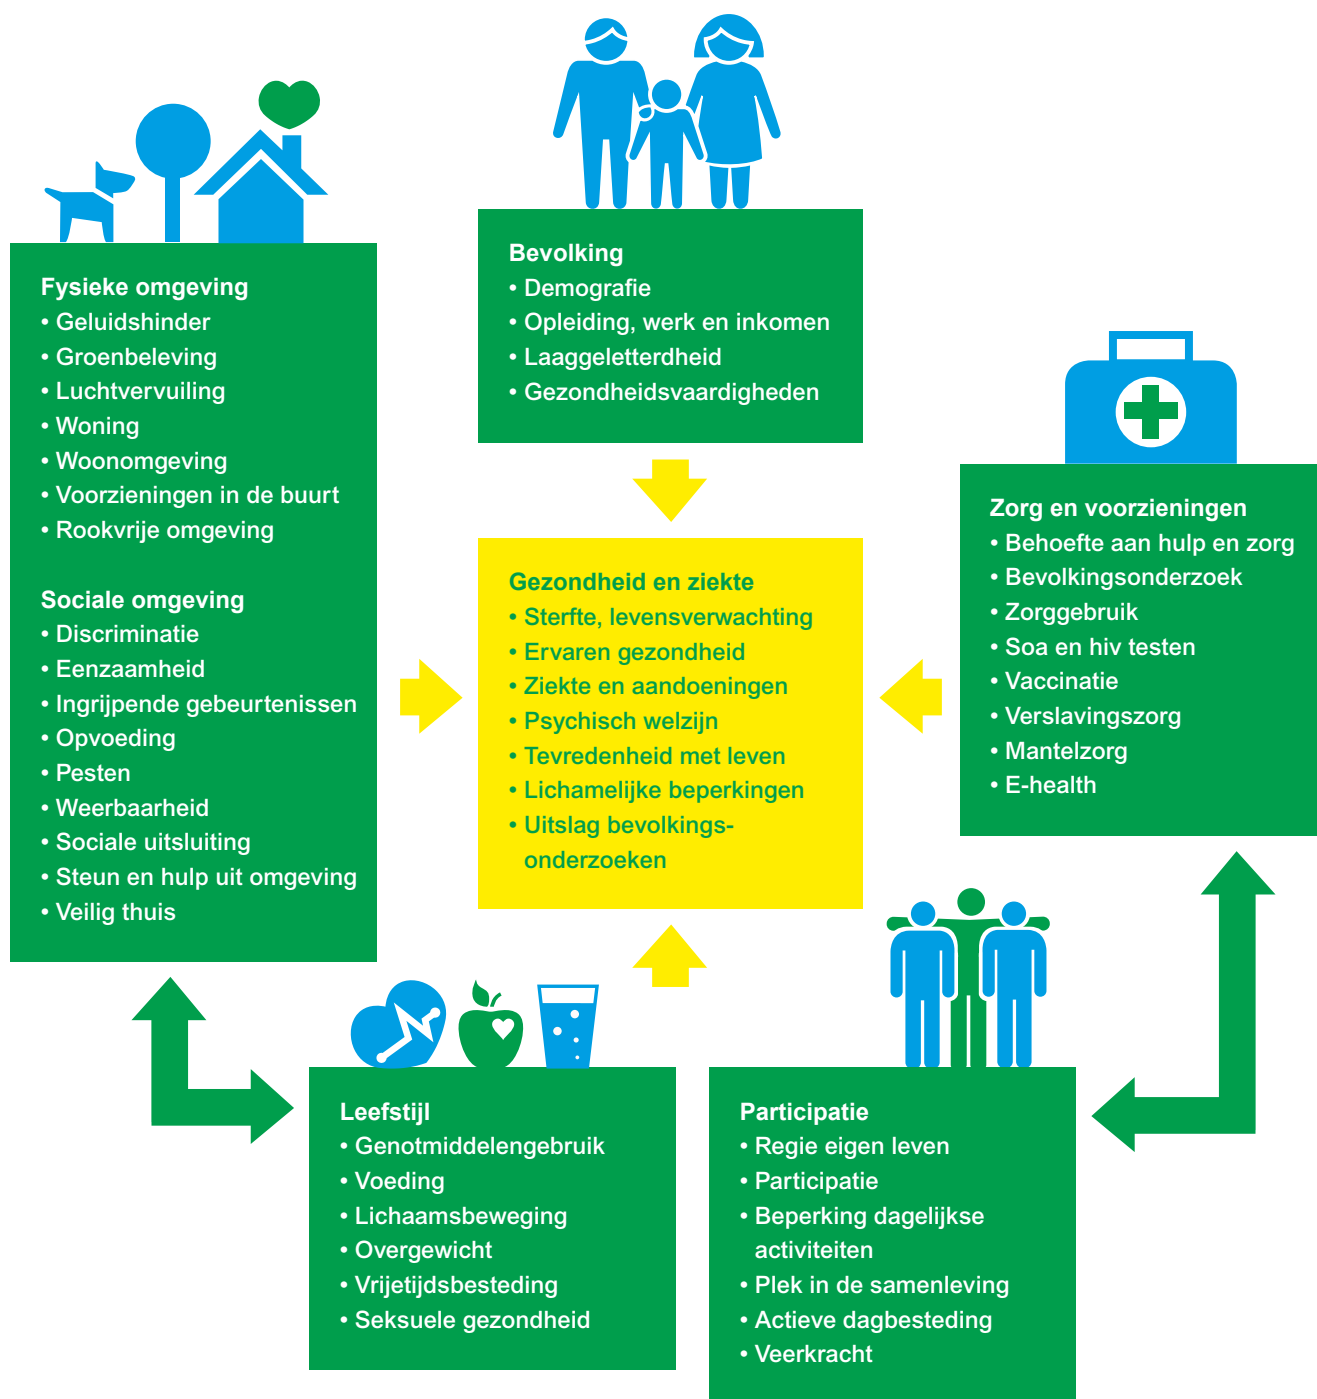 Fysieke omgeving
• Geluidshinder
• Groenbeleving
• Luchtvervuiling
• Woning
• Woonomgeving
• Voorzieningen in de buurt
• Rookvrije omgeving
Sociale omgeving
• Discriminatie
• Eenzaamheid
• Ingrijpende gebeurtenissen
• Opvoeding
• Pesten
• Weerbaarheid
• Sociale uitsluiting
• Steun en hulp uit omgeving
• Veilig thuis
Bevolking
• Demografie
• Opleiding, werk en inkomen
• Laaggeletterdheid
• Gezondheidsvaardigheden
Gezondheid en ziekte
• Sterfte, levensverwachting
• Ervaren gezondheid
• Ziekte en aandoeningen
• Psychisch welzijn
• Tevredenheid met leven
• Lichamelijke beperkingen
• Uitslag bevolkings-
onderzoeken
Zorg en voorzieningen
• Behoefte aan hulp en zorg
• Bevolkingsonderzoek
• Zorggebruik
• Soa en hiv testen
• Vaccinatie
• Verslavingszorg
• Mantelzorg
• E-health
Leefstijl
• Genotmiddelengebruik
• Voeding
• Lichaamsbeweging
• Overgewicht
• Vrijetijdsbesteding
• Seksuele gezondheid
Participatie
• Regie eigen leven
• Participatie
• Beperking dagelijkse
activiteiten
• Plek in de samenleving
• Actieve dagbesteding
• Veerkracht